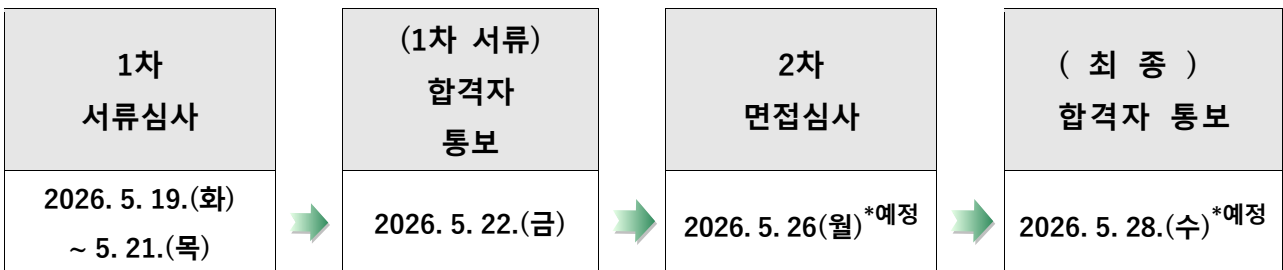 1차
서류심사
(1차 서류)
합격자
통보
2차
면접심사
( 최 종 )
합격자 통보
2026. 5. 19.(화)
~ 5. 21.(목)
2026. 5. 22.(금)
2026. 5. 26(월)*예정
2026. 5. 28.(수)*예정